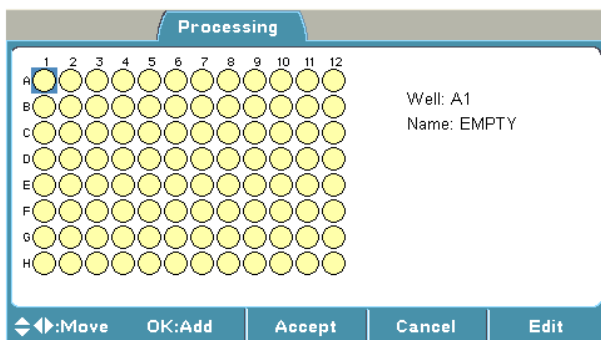 Processing
1 2 3 4 5 6 7 8 9 10 11 12
A
Well: A1
B
Name: EMPTY
C
D
E
F
G
H
:Move OK:Add Accept Cancel Edit